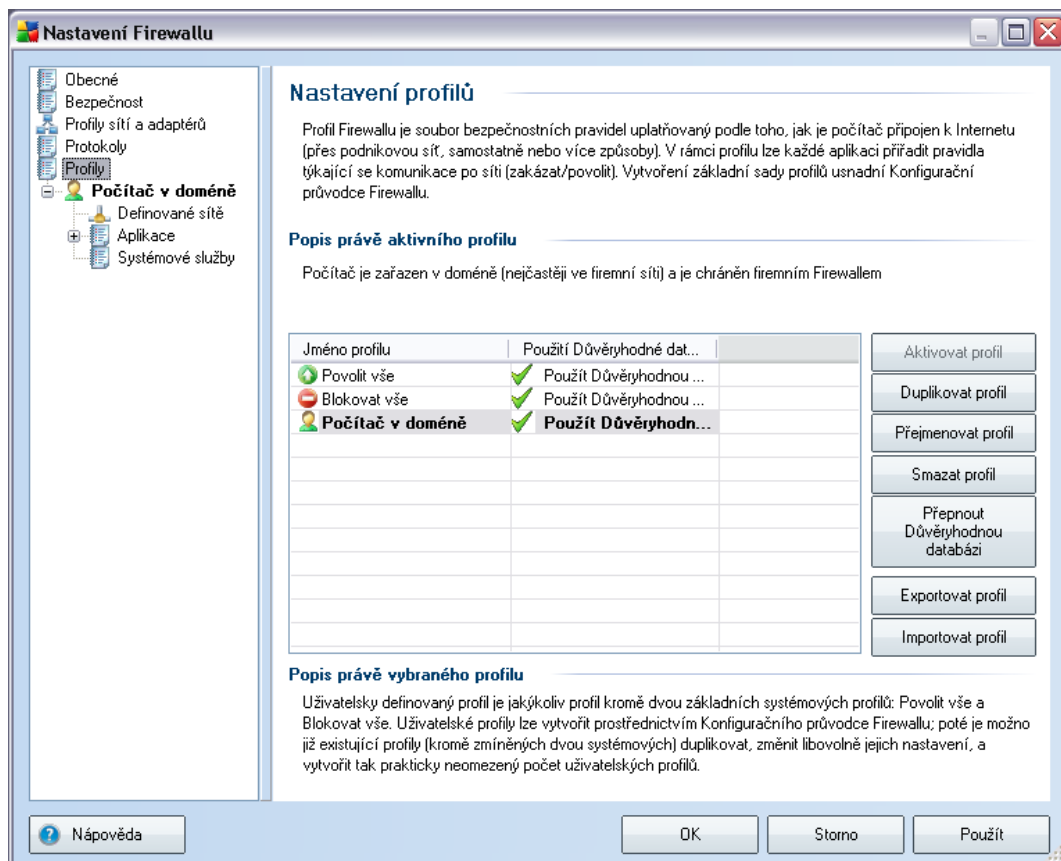 Nastavení Firewallu
Obecné
Bezpečnost
Profily sítí a adaptérů
Protokoly
Profily
Počítač v doméně
Definované sítě
Aplikace
Systémové služby
Nastavení profilů
Profil Firewallu je soubor bezpečnostních pravidel uplatňovaný podle toho, jak je počítač připojen k Internetu
(přes podnikovou síť, samostatně nebo více způsoby). V rámci profilu lze každé aplikaci přiřadit pravidla
týkající se komunikace po síti (zakázat/povolit). Vytvoření základní sady profilů usnadní Konfigurační
průvodce Firewallu.
Popis právě aktivního profilu
Počítač je zařazen v doméně (nejčastěji ve firemní síti) a je chráněn firemním Firewallem
Jméno profilu Použití Důvěryhodné dat...
Povolit vše Použít Důvěryhodnou ...
Blokovat vše Použít Důvěryhodnou ...
Počítač v doméně Použít Důvěryhodn...
Aktivovat profil
Duplikovat profil
Přejmenovat profil
Smazat profil
Přepnout
Důvěryhodnou
databázi
Exportovat profil
Importovat profil
Popis právě vybraného profilu
Uživatelsky definovaný profil je jakýkoliv profil kromě dvou základních systémových profilů: Povolit vše a
Blokovat vše. Uživatelské profily lze vytvořit prostřednictvím Konfiguračního průvodce Firewallu; poté je možno
již existující profily (kromě zmíněných dvou systémových) duplikovat, změnit libovolně jejich nastavení, a
vytvořit tak prakticky neomezený počet uživatelských profilů.
Nápověda
OK
Storno
Použít